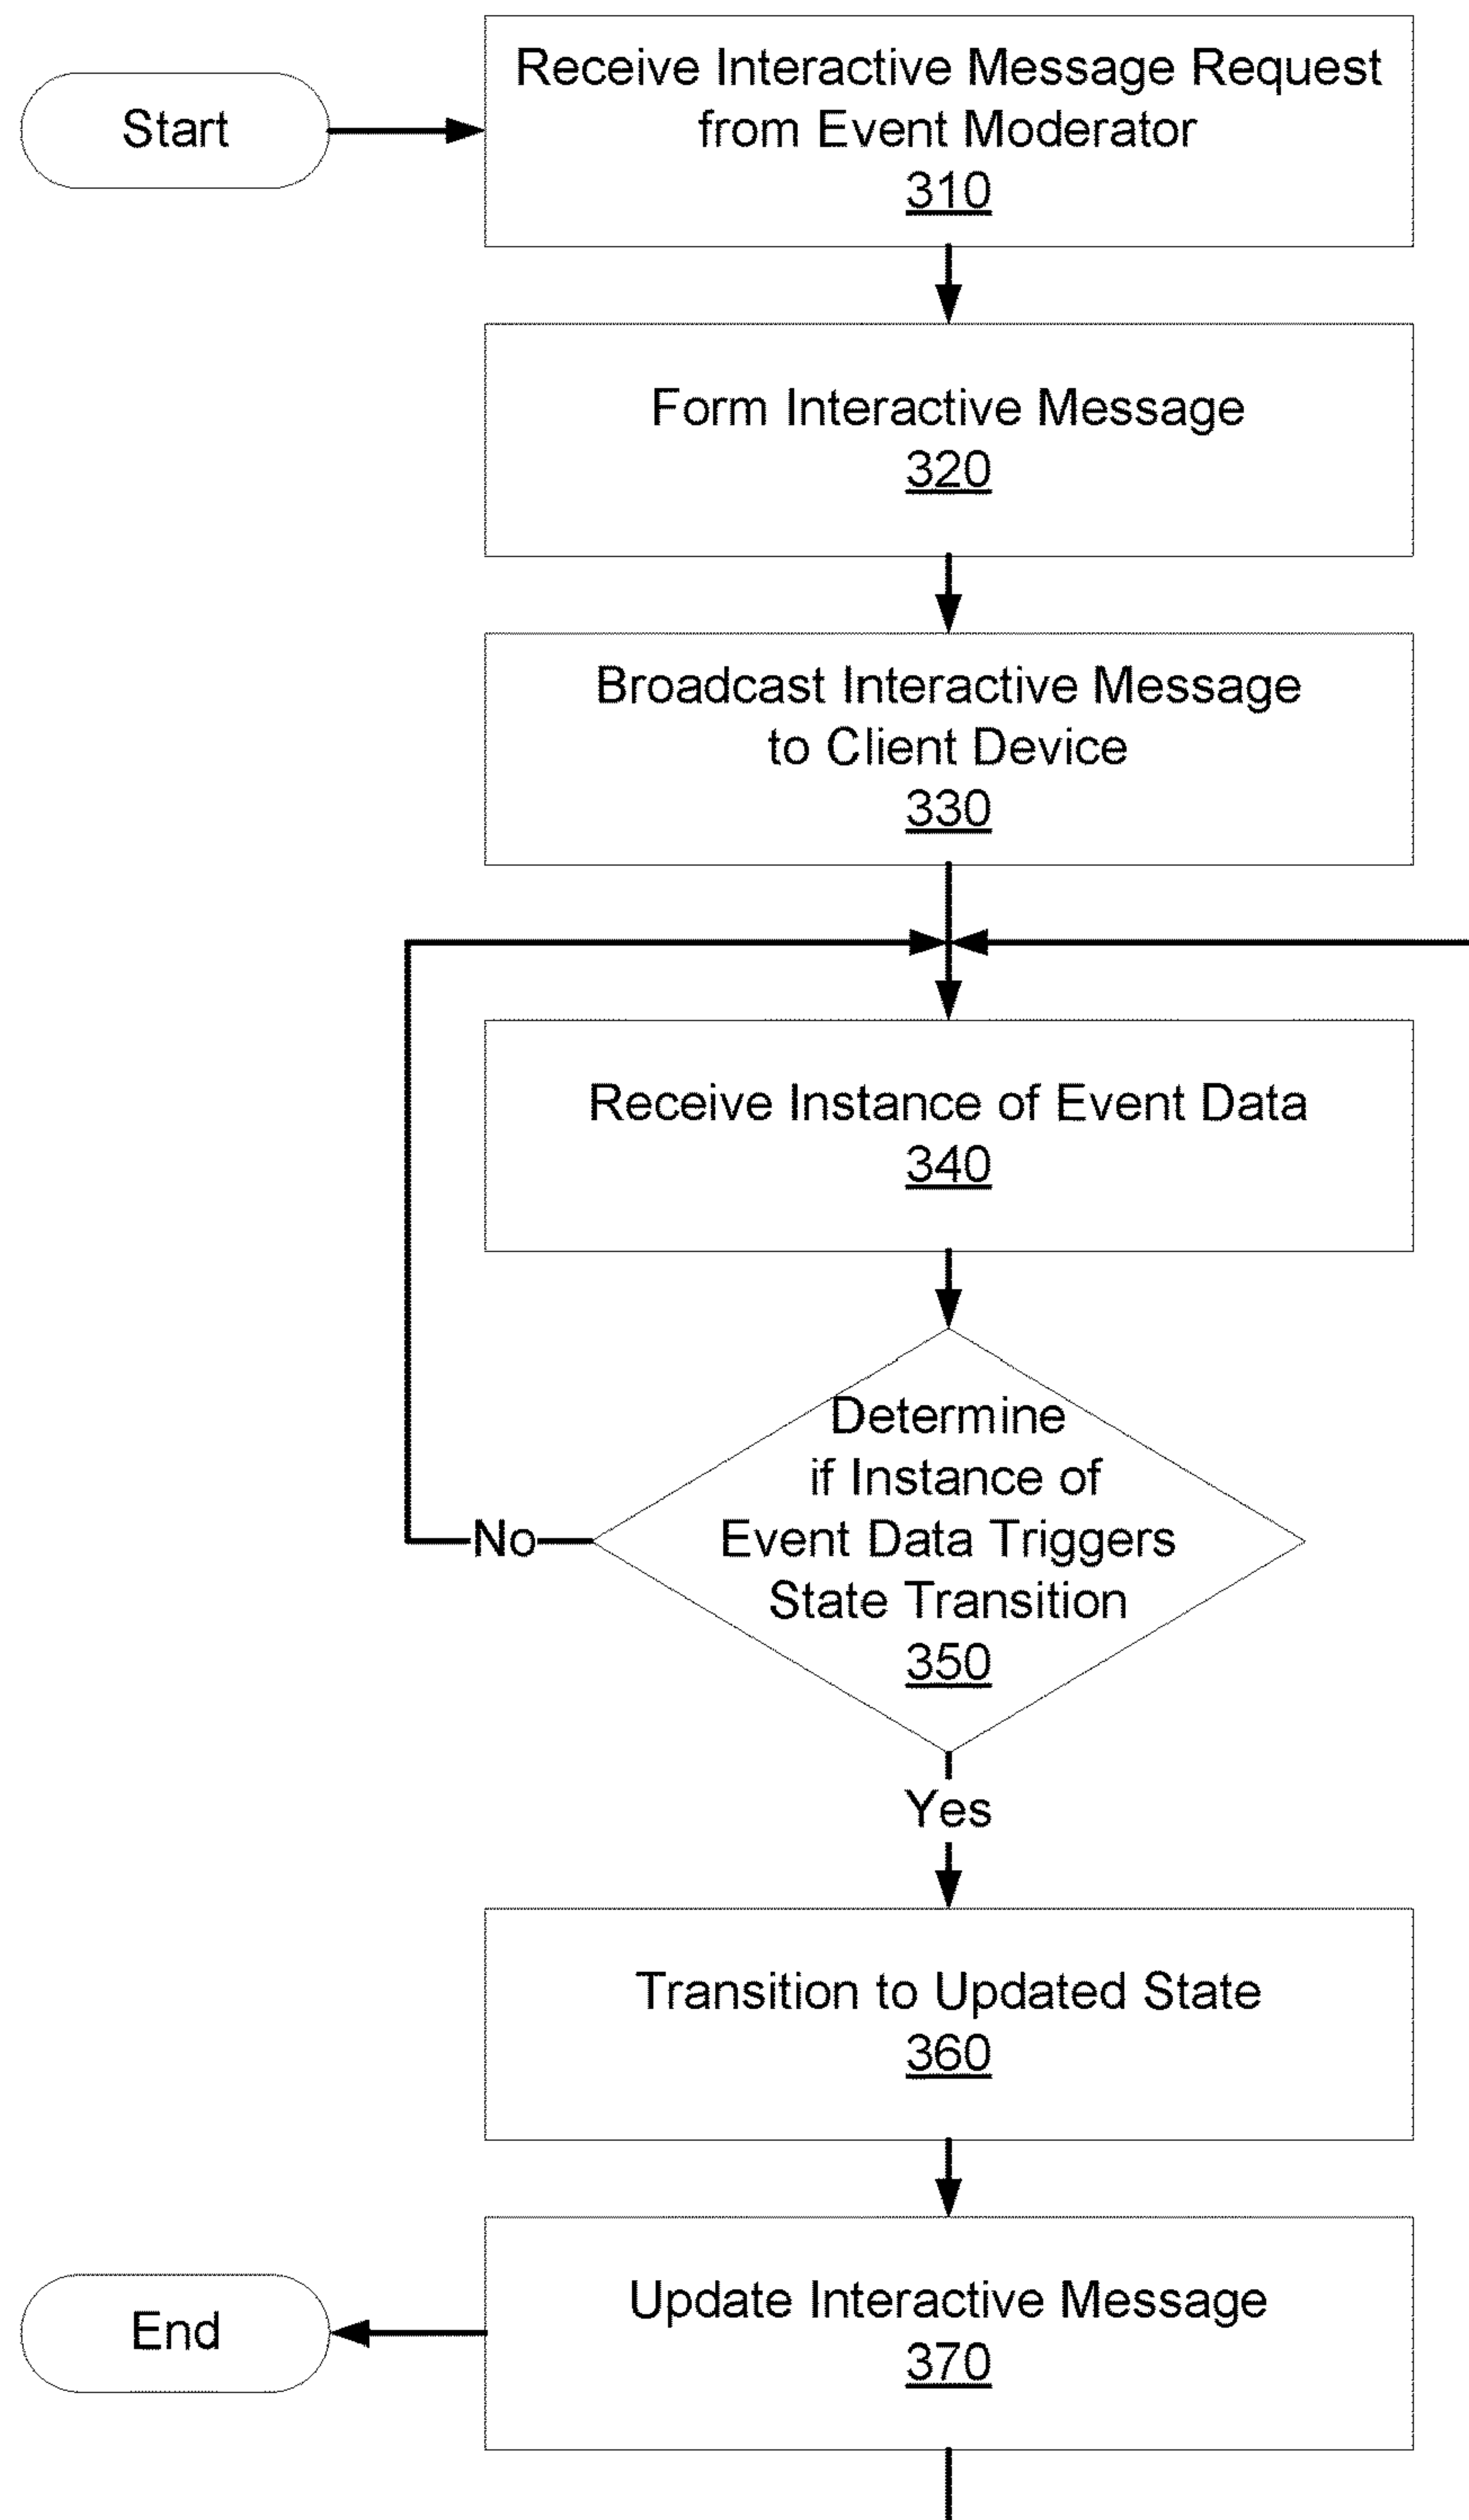 Start
Receive Interactive Message Request
from Event Moderator
310
Form Interactive Message
320
Broadcast Interactive Message
to Client Device
330
Receive Instance of Event Data
340
Determine
if Instance of
Event Data Triggers
State Transition
350
No
Yes
Transition to Updated State
360
Update Interactive Message
370
End